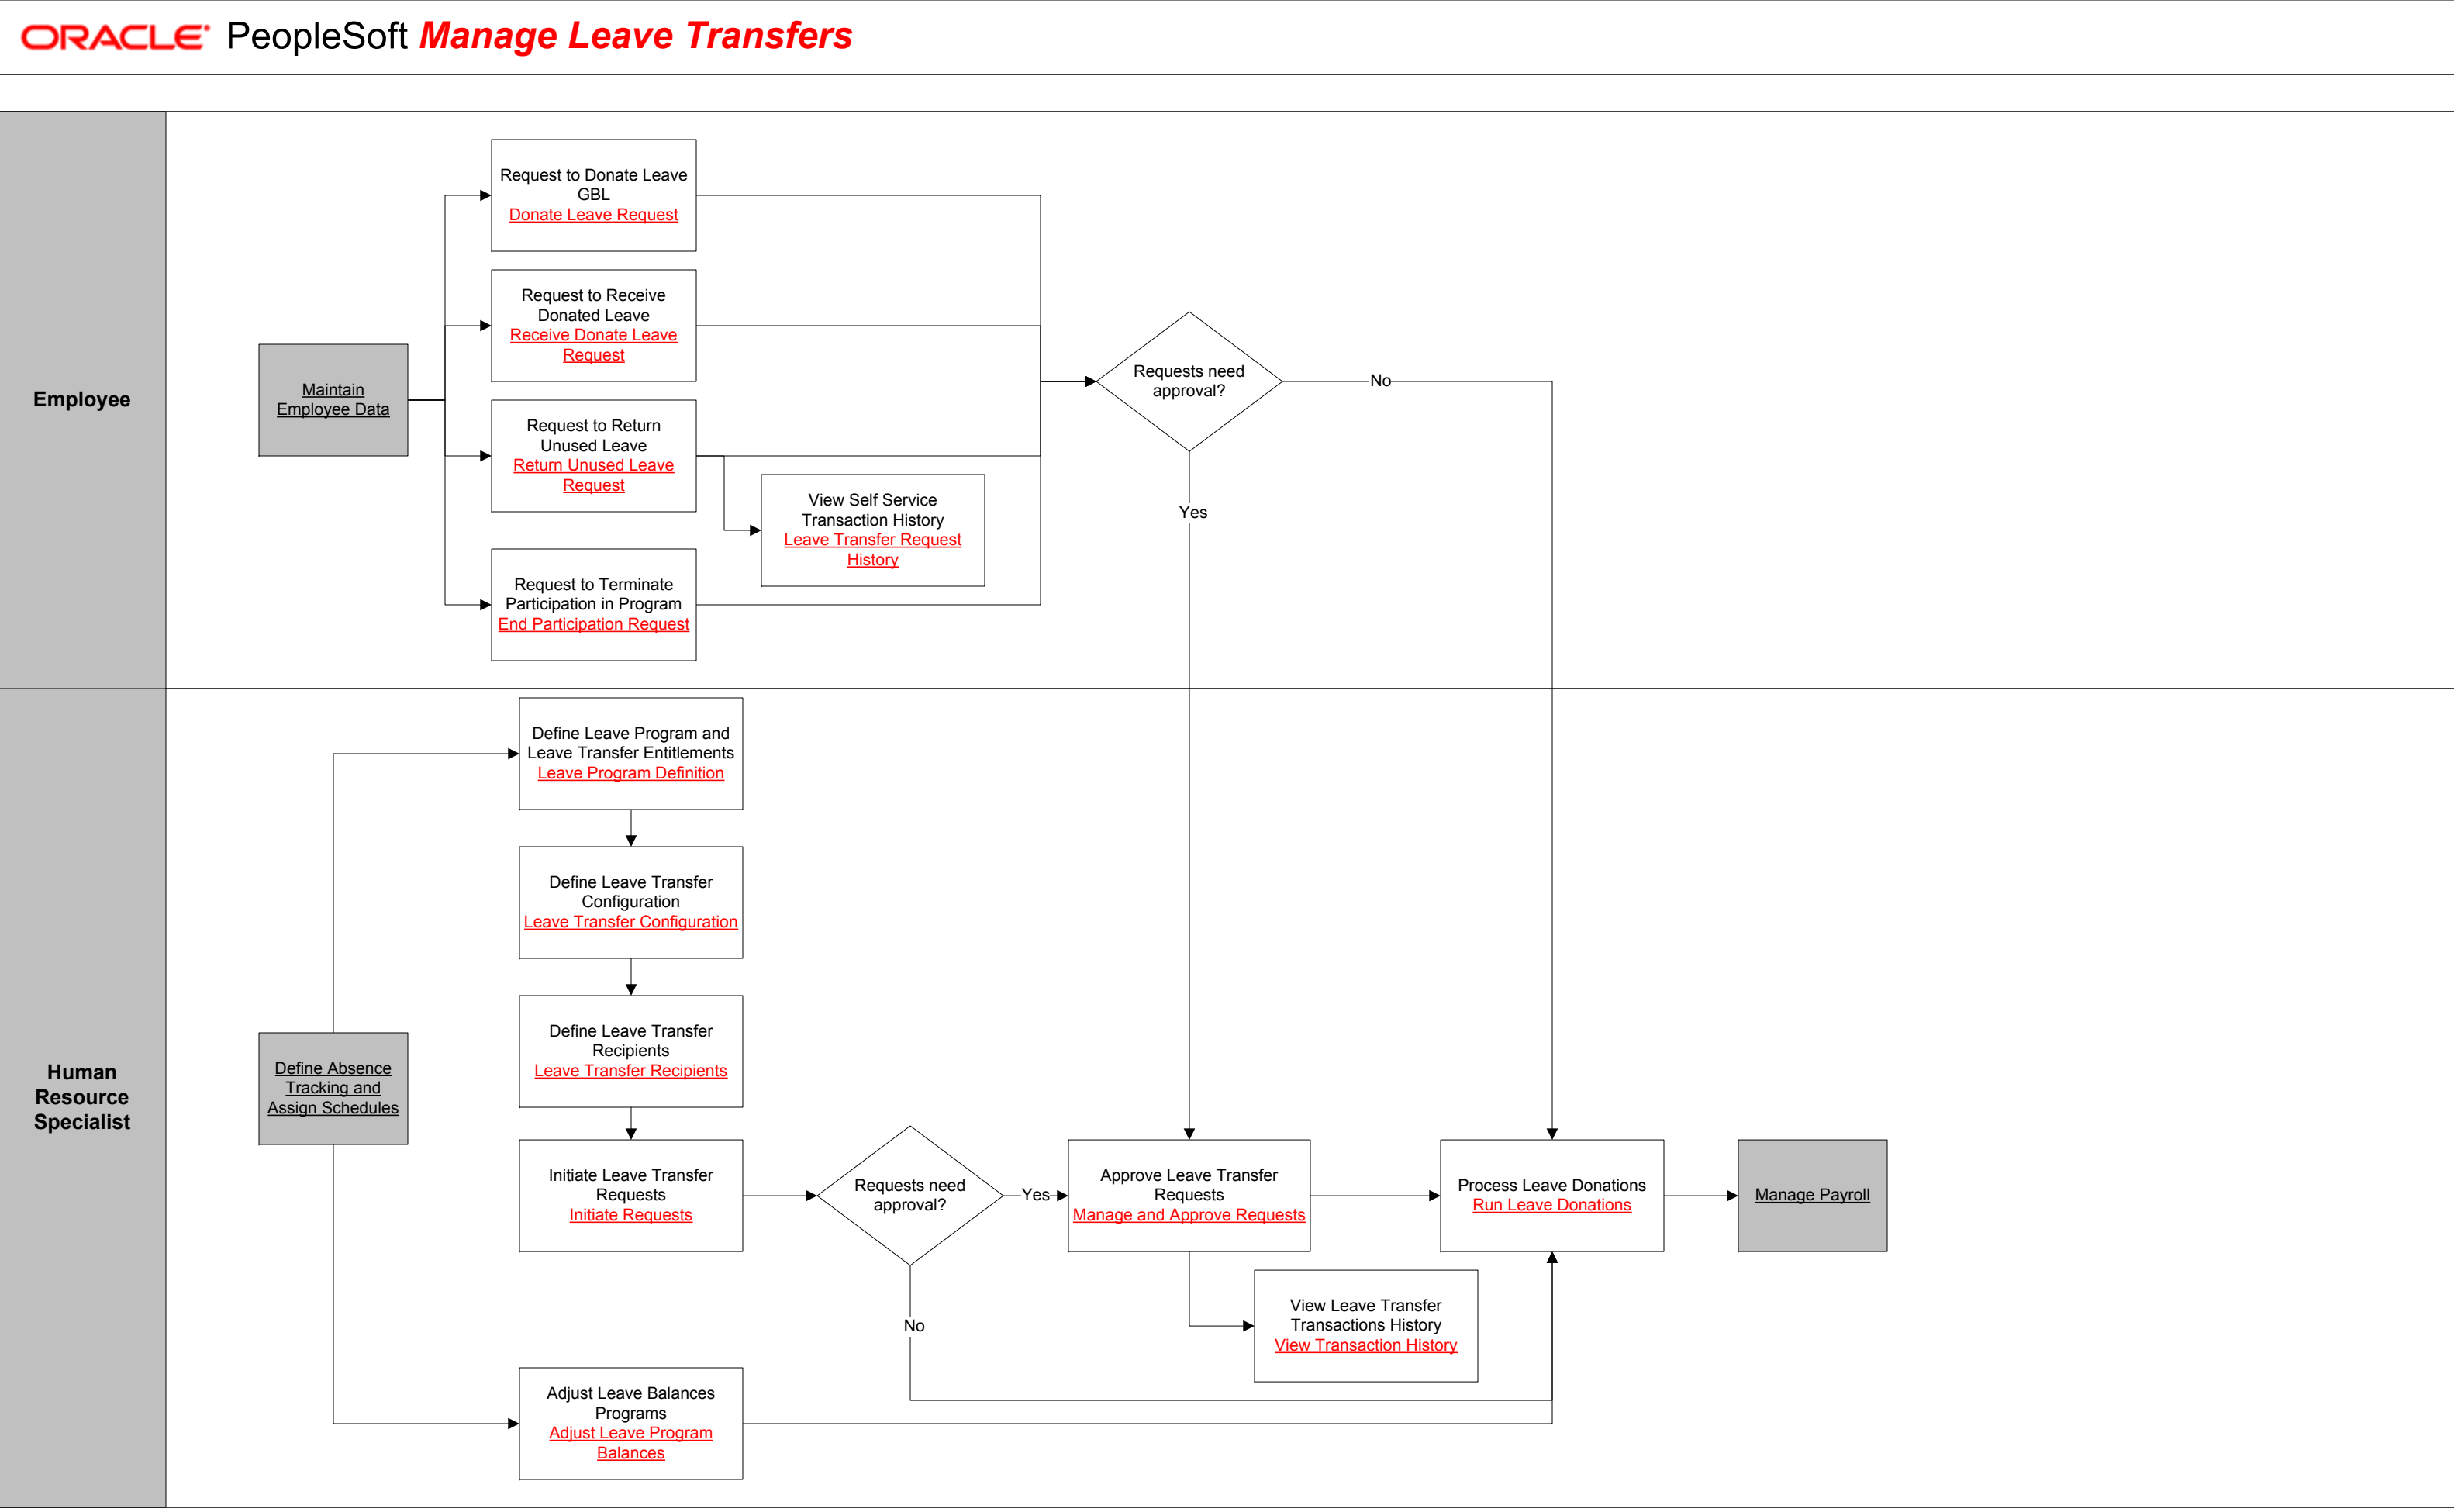 ORACLE PeopleSoft Manage Leave Transfers
Employee
Maintain
Employee Data
Request to Donate Leave
GBL
Donate Leave Request
Request to Receive
Donated Leave
Receive Donate Leave
Request
Request to Return
Unused Leave
Return Unused Leave
Request
View Self Service
Transaction History
Leave Transfer Request
History
Request to Terminate
Participation in Program
End Participation Request
Requests need
approval?
No
Yes
Human
Resource
Specialist
Define Absence
Tracking and
Assign Schedules
Define Leave Program and
Leave Transfer Entitlements
Leave Program Definition
Define Leave Transfer
Configuration
Leave Transfer Configuration
Define Leave Transfer
Recipients
Leave Transfer Recipients
Initiate Leave Transfer
Requests
Initiate Requests
Requests need
approval?
Yes
No
Approve Leave Transfer
Requests
Manage and Approve Requests
View Leave Transfer
Transactions History
View Transaction History
Process Leave Donations
Run Leave Donations
Manage Payroll
Adjust Leave Balances
Programs
Adjust Leave Program
Balances